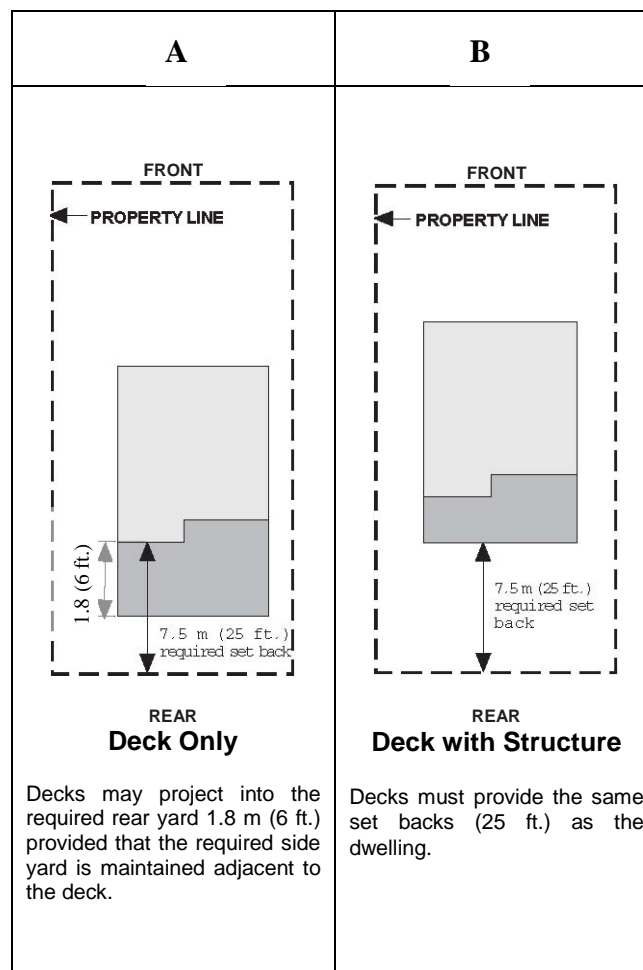 A
FRONT
PROPERTY LINE
1.8 (6 ft.)
7.5 m (25 ft.)
required set back
REAR
Deck Only
Decks may project into the
required rear yard 1.8 m (6 ft.)
provided that the required side
yard is maintained adjacent to
the deck.
B
FRONT
PROPERTY LINE
7.5 m (25 ft.)
required set
back
REAR
Deck with Structure
Decks must provide the same
set backs (25 ft.) as the
dwelling.